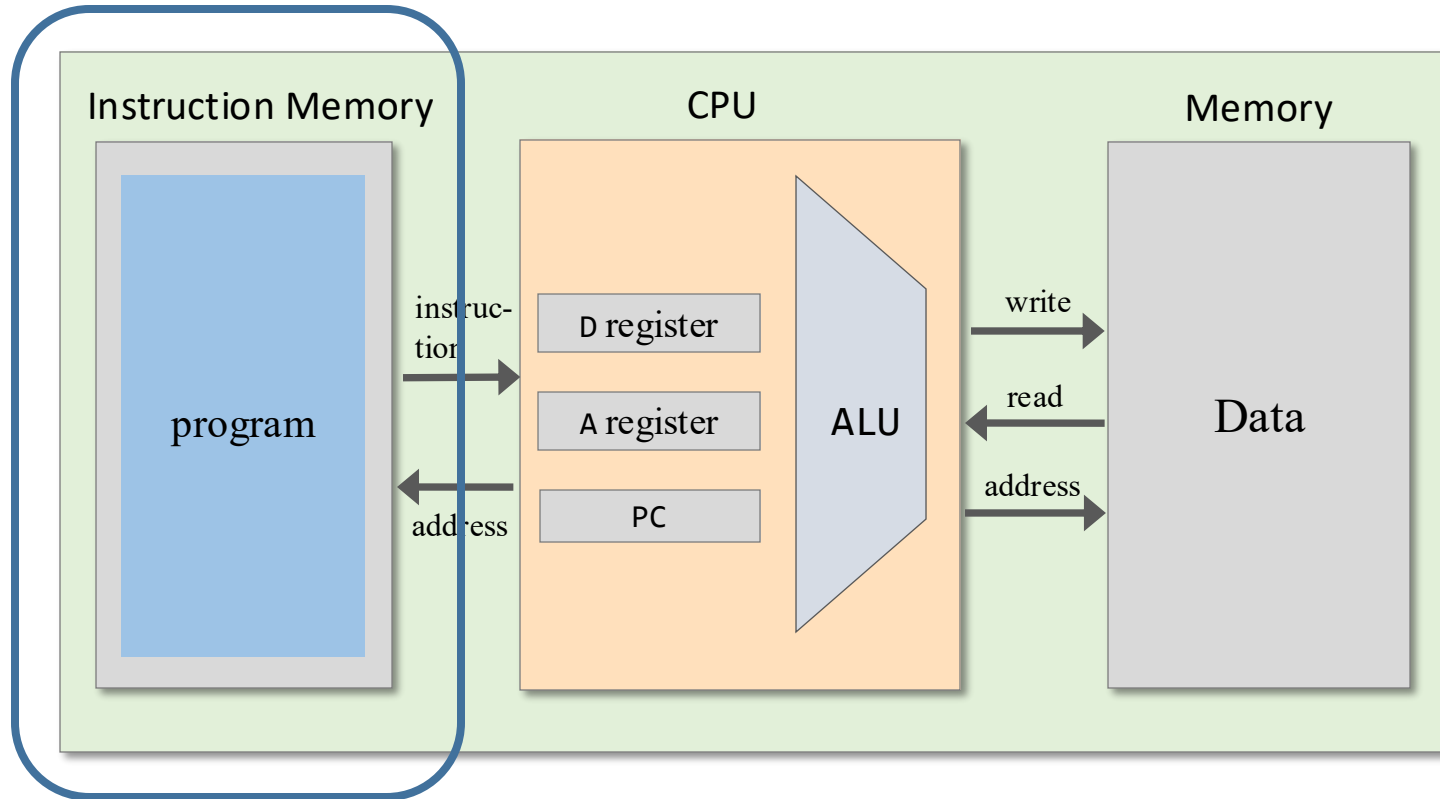 Instruction Memory
CPU
Memory
program
instruc-
tion
address
D register
A register
PC
ALU
write
read
address
Data